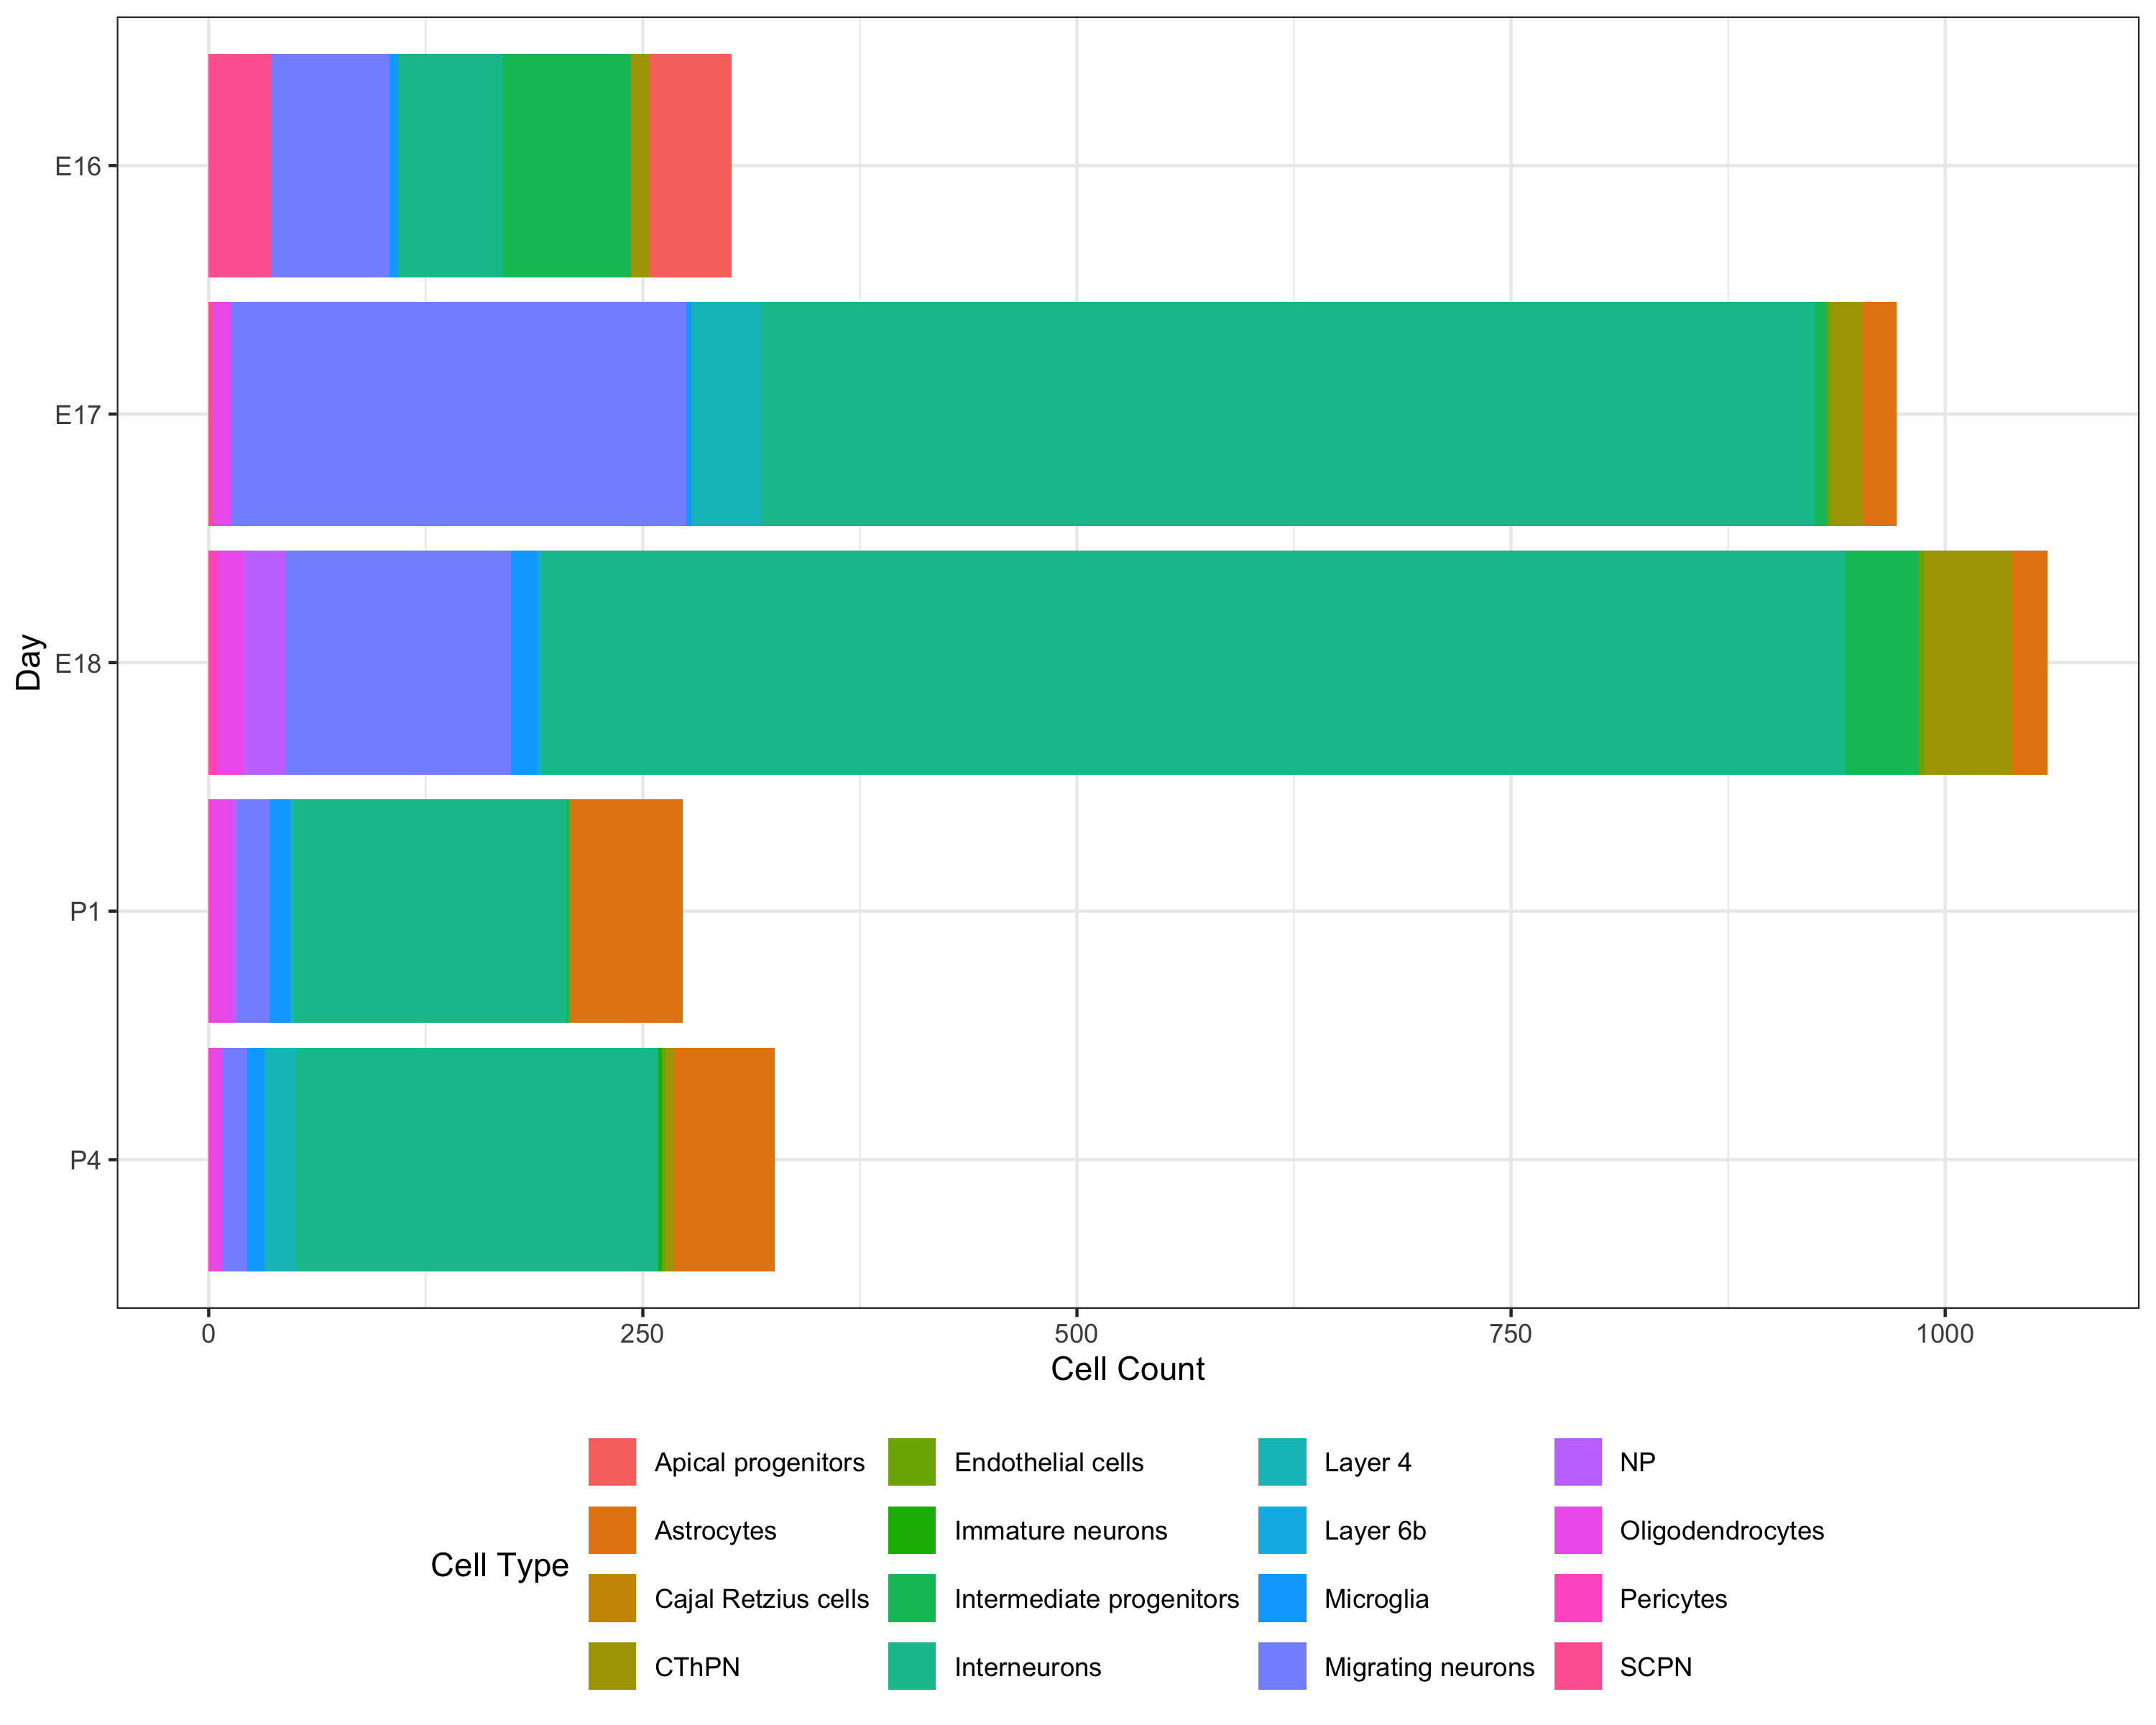 E16
E17
E18
P1
P4
Day
0 250 500 750 1000
Cell Count
Cell Type
Apical progenitors
Astrocytes
Cajal Retzius cells
CThPN
Endothelial cells
Immature neurons
Intermediate progenitors
Interneurons
Layer 4
Layer 6b
Microglia
Migrating neurons
NP
Oligodendrocytes
Pericytes
SCPN